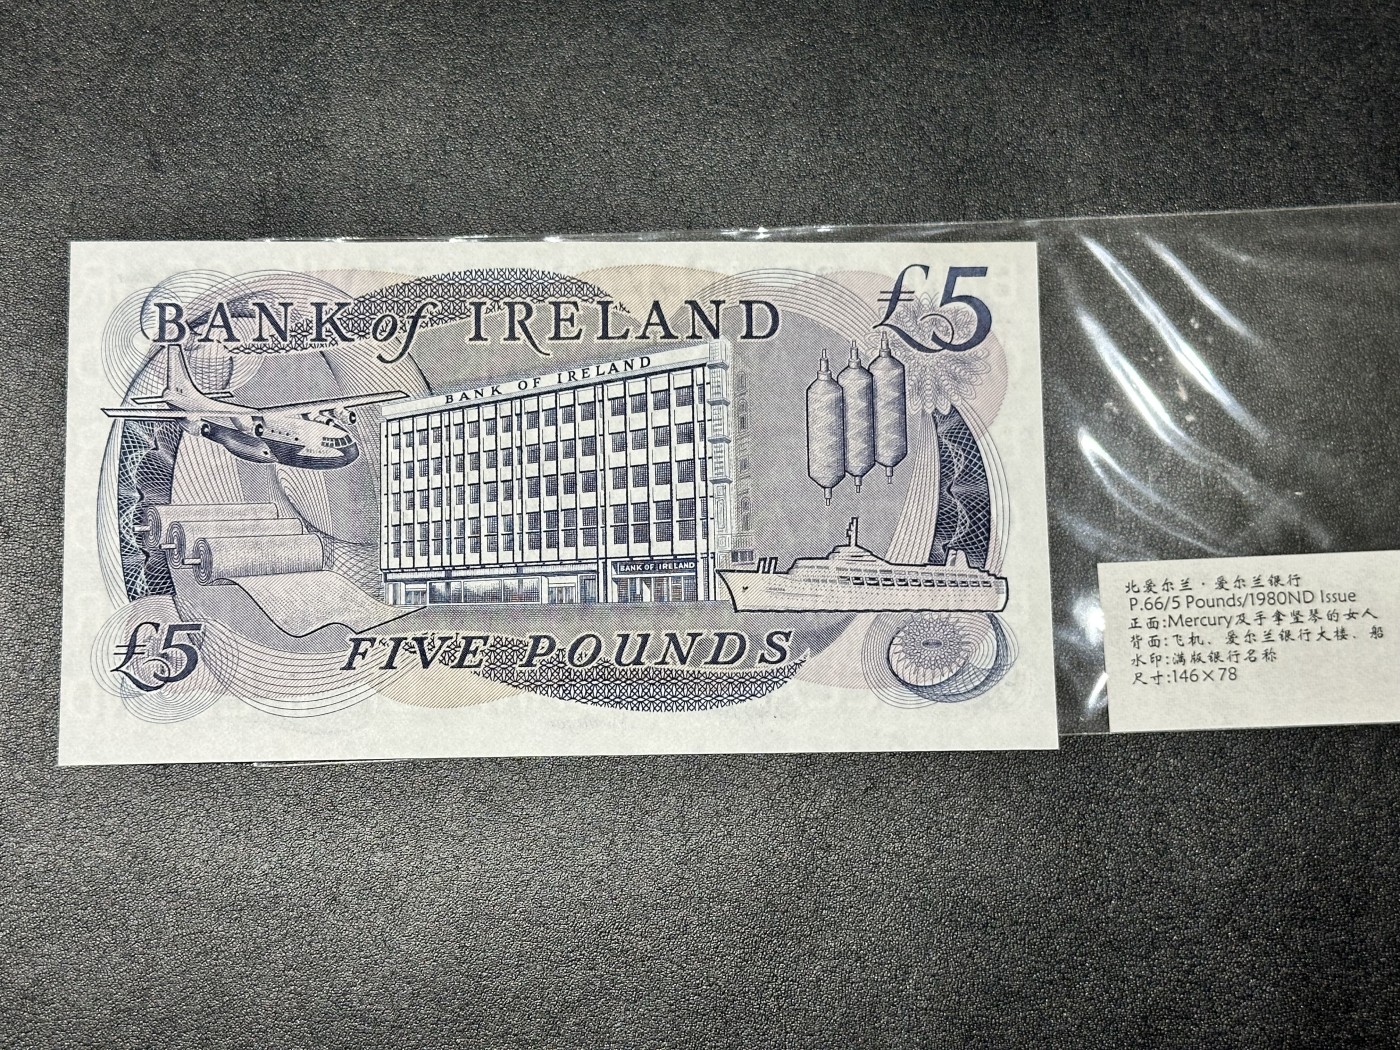 BANK of IRELAND
£5
BANK OF IRELAND
BANK OF IRELAND
£5
FIVE POUNDS
北爱尔兰·爱尔兰银行
P.66/5 Pounds/1980ND Issue
正面:Mercury及手拿竖琴的女人
背面:飞机、爱尔兰银行大楼、船
水印:满版银行名称
尺寸:146×78